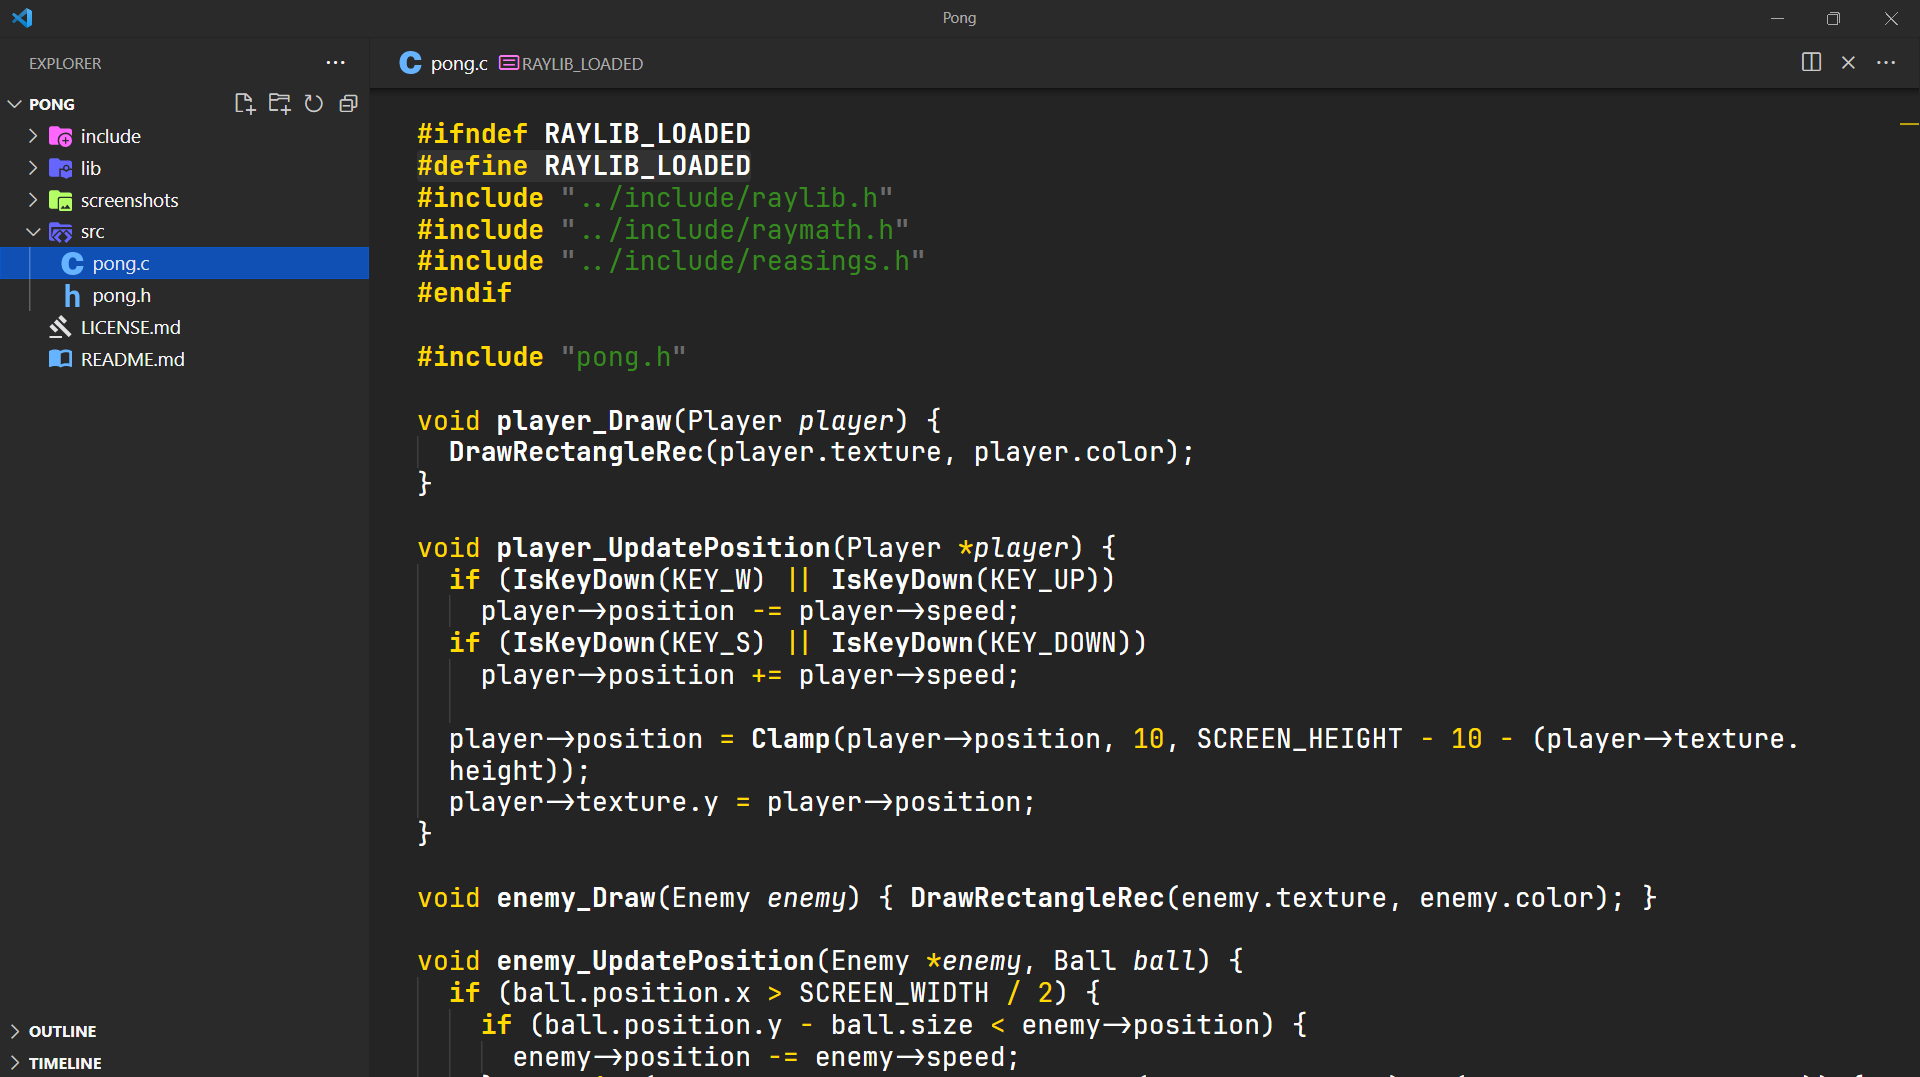 Pong
EXPLORER
PONG
include
lib
screenshots
src
pong.c
pong.h
LICENSE.md
README.md
OUTLINE
TIMELINE
pong.c RAYLIB_LOADED
#ifndef RAYLIB_LOADED
#define RAYLIB_LOADED
#include "../include/raylib.h"
#include "../include/raymath.h"
#include "../include/reasings.h"
#endif
#include "pong.h"
void player_Draw(Player player) {
DrawRectangleRec(player.texture, player.color);
}
void player_UpdatePosition(Player *player) {
if (IsKeyDown(KEY_W) || IsKeyDown(KEY_UP))
player->position -= player->speed;
if (IsKeyDown(KEY_S) || IsKeyDown(KEY_DOWN))
player->position += player->speed;
player->position = Clamp(player->position, 10, SCREEN_HEIGHT - 10 - (player->texture.
height));
player->texture.y = player->position;
}
void enemy_Draw(Enemy enemy) { DrawRectangleRec(enemy.texture, enemy.color); }
void enemy_UpdatePosition(Enemy *enemy, Ball ball) {
if (ball.position.x > SCREEN_WIDTH / 2) {
if (ball.position.y - ball.size < enemy->position) {
enemy->position -= enemy->speed;